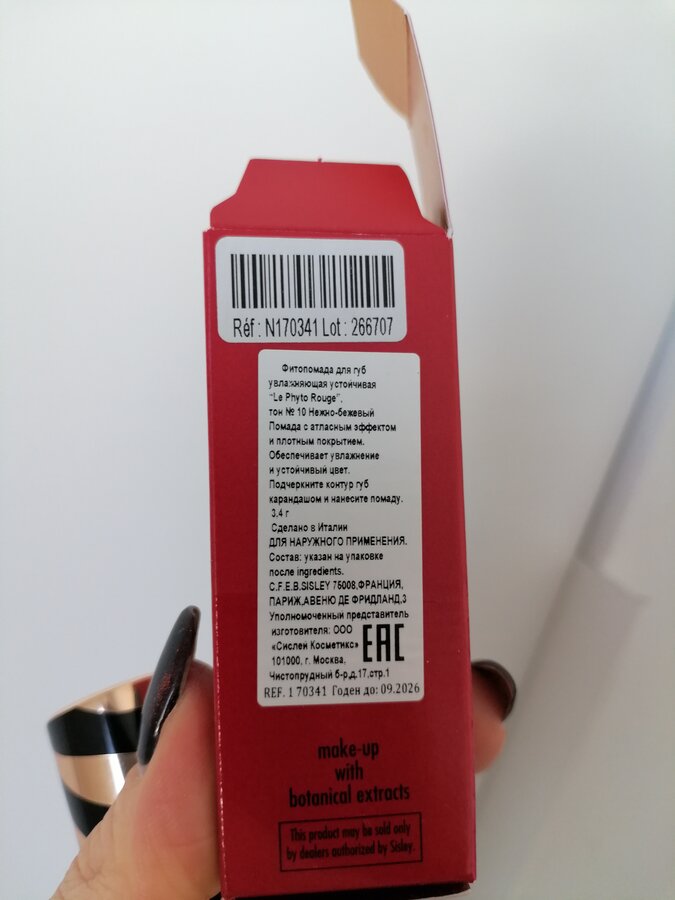 Réf : N170341 Lot : 266707
Фитопомада для губ
увлажняющая устойчивая
"Le Phyto Rouge",
тон № 10 Нежно-бежевый
Помада с атласным эффектом
и плотным покрытием.
Обеспечивает увлажнение
и устойчивый цвет.
Подчеркните контур губ
карандашом и нанесите помаду.
3,4 г
Сделано в Италии
ДЛЯ НАРУЖНОГО ПРИМЕНЕНИЯ.
Состав: указан на упаковке
после ingredients.
C.F.E.B.SISLEY 75008,ФРАНЦИЯ,
ПАРИЖ,АВЕНЮ ДЕ ФРИДЛАНД,3
Уполномоченный представитель
изготовителя: ООО
«Сислей Косметикс»
101000, г. Москва,
Чистопрудный б-р,д.17,стр.1
EAC
REF. 170341 Годен до: 09.2026
make-up
with
botanical extracts
This product may be sold only
by dealers authorized by Sisley.